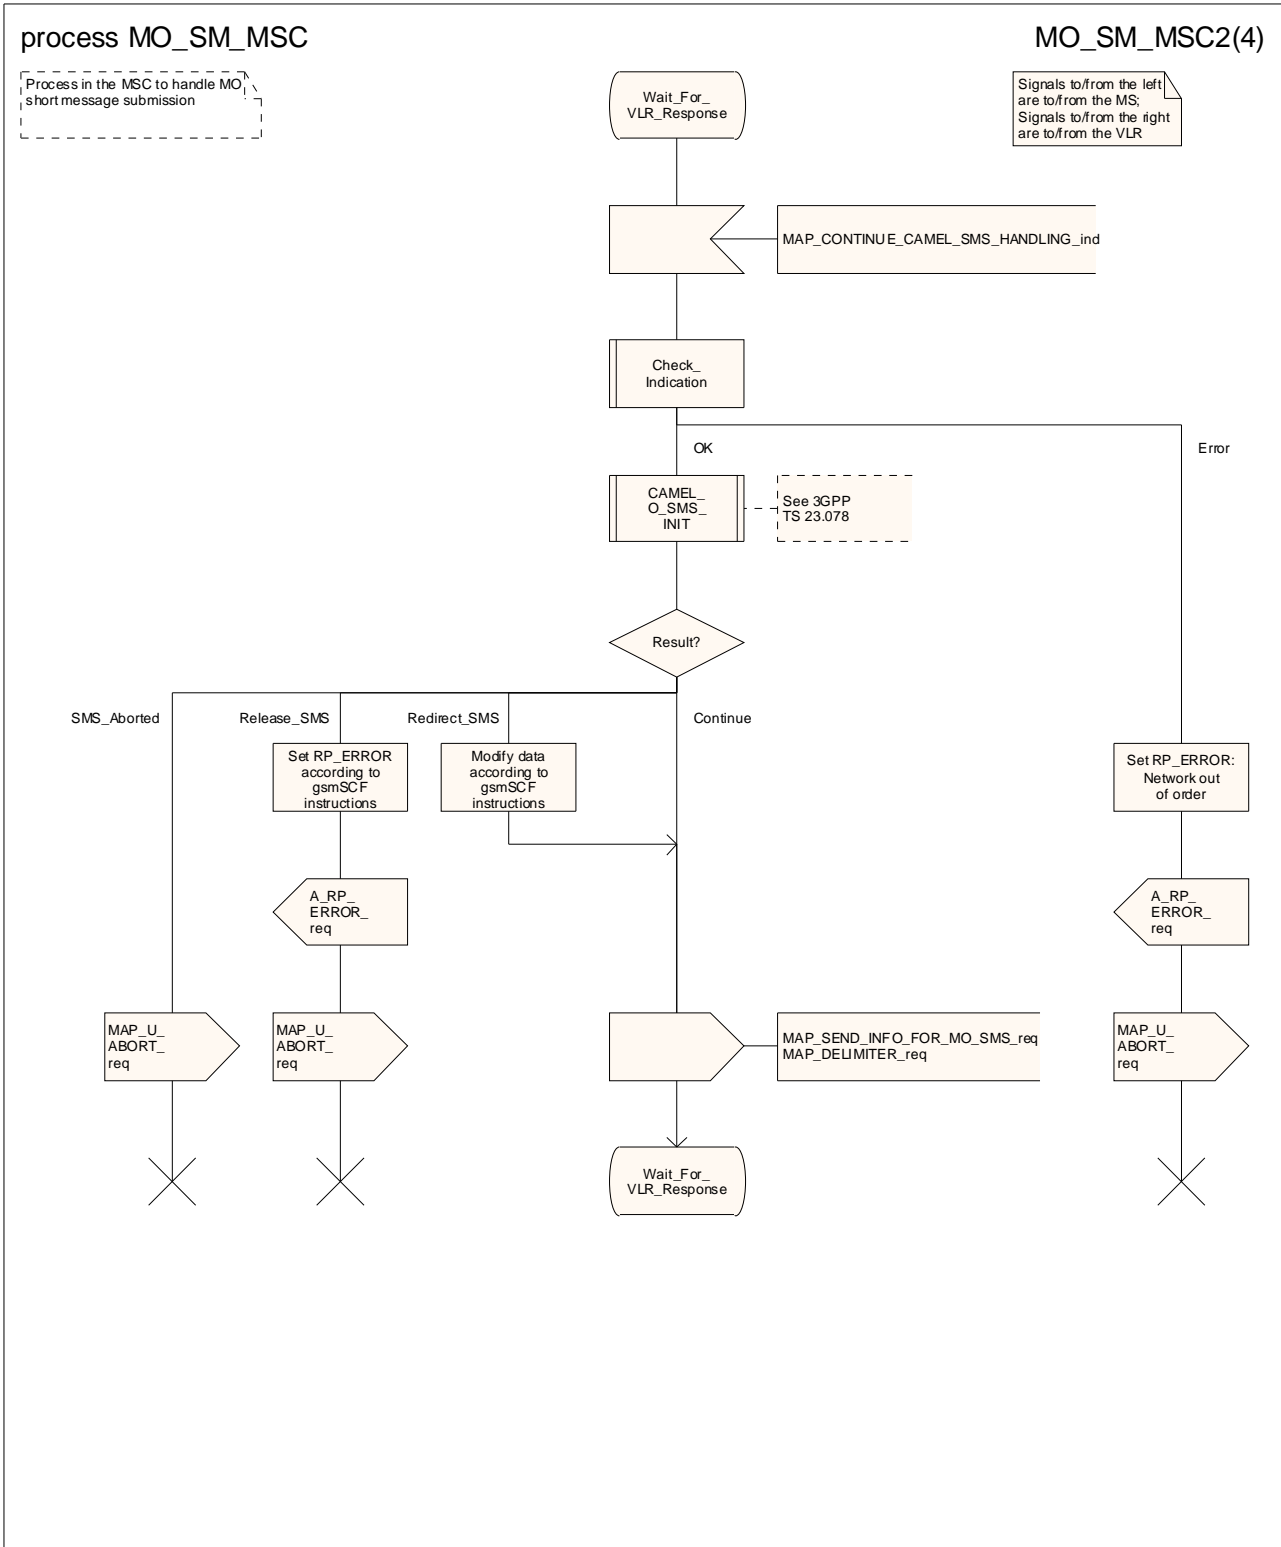 process MO_SM_MSC
MO_SM_MSC2(4)
Process in the MSC to handle MO
short message submission
Wait_For_
VLR_Response
Signals to/from the left
are to/from the MS;
Signals to/from the right
are to/from the VLR
MAP_CONTINUE_CAMEL_SMS_HANDLING_ind
Check_
Indication
OK
Error
CAMEL_
O_SMS_
INIT
See 3GPP
TS 23.078
Result?
SMS_Aborted
Release_SMS
Redirect_SMS
Continue
Set RP_ERROR
according to
gsmSCF
instructions
Modify data
according to
gsmSCF
instructions
Set RP_ERROR:
Network out
of order
A_RP_
ERROR_
req
A_RP_
ERROR_
req
MAP_U_
ABORT_
req
MAP_U_
ABORT_
req
MAP_SEND_INFO_FOR_MO_SMS_req
MAP_DELIMITER_req
MAP_U_
ABORT_
req
Wait_For_
VLR_Response